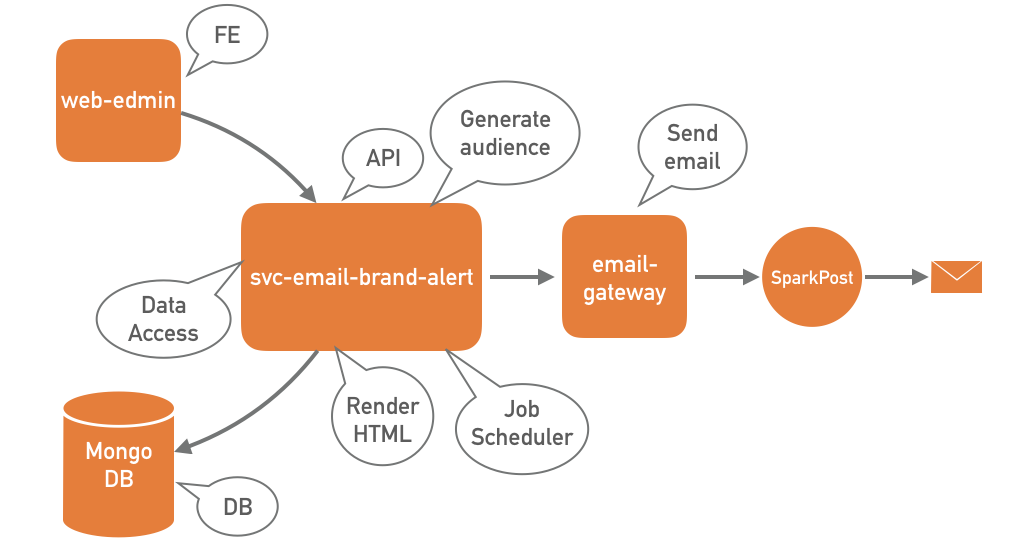 FE
web-edmin
API
Generate
audience
Send
email
svc-email-brand-alert
email-
gateway
SparkPost
Data
Access
Render
HTML
Job
Scheduler
Mongo
DB
DB